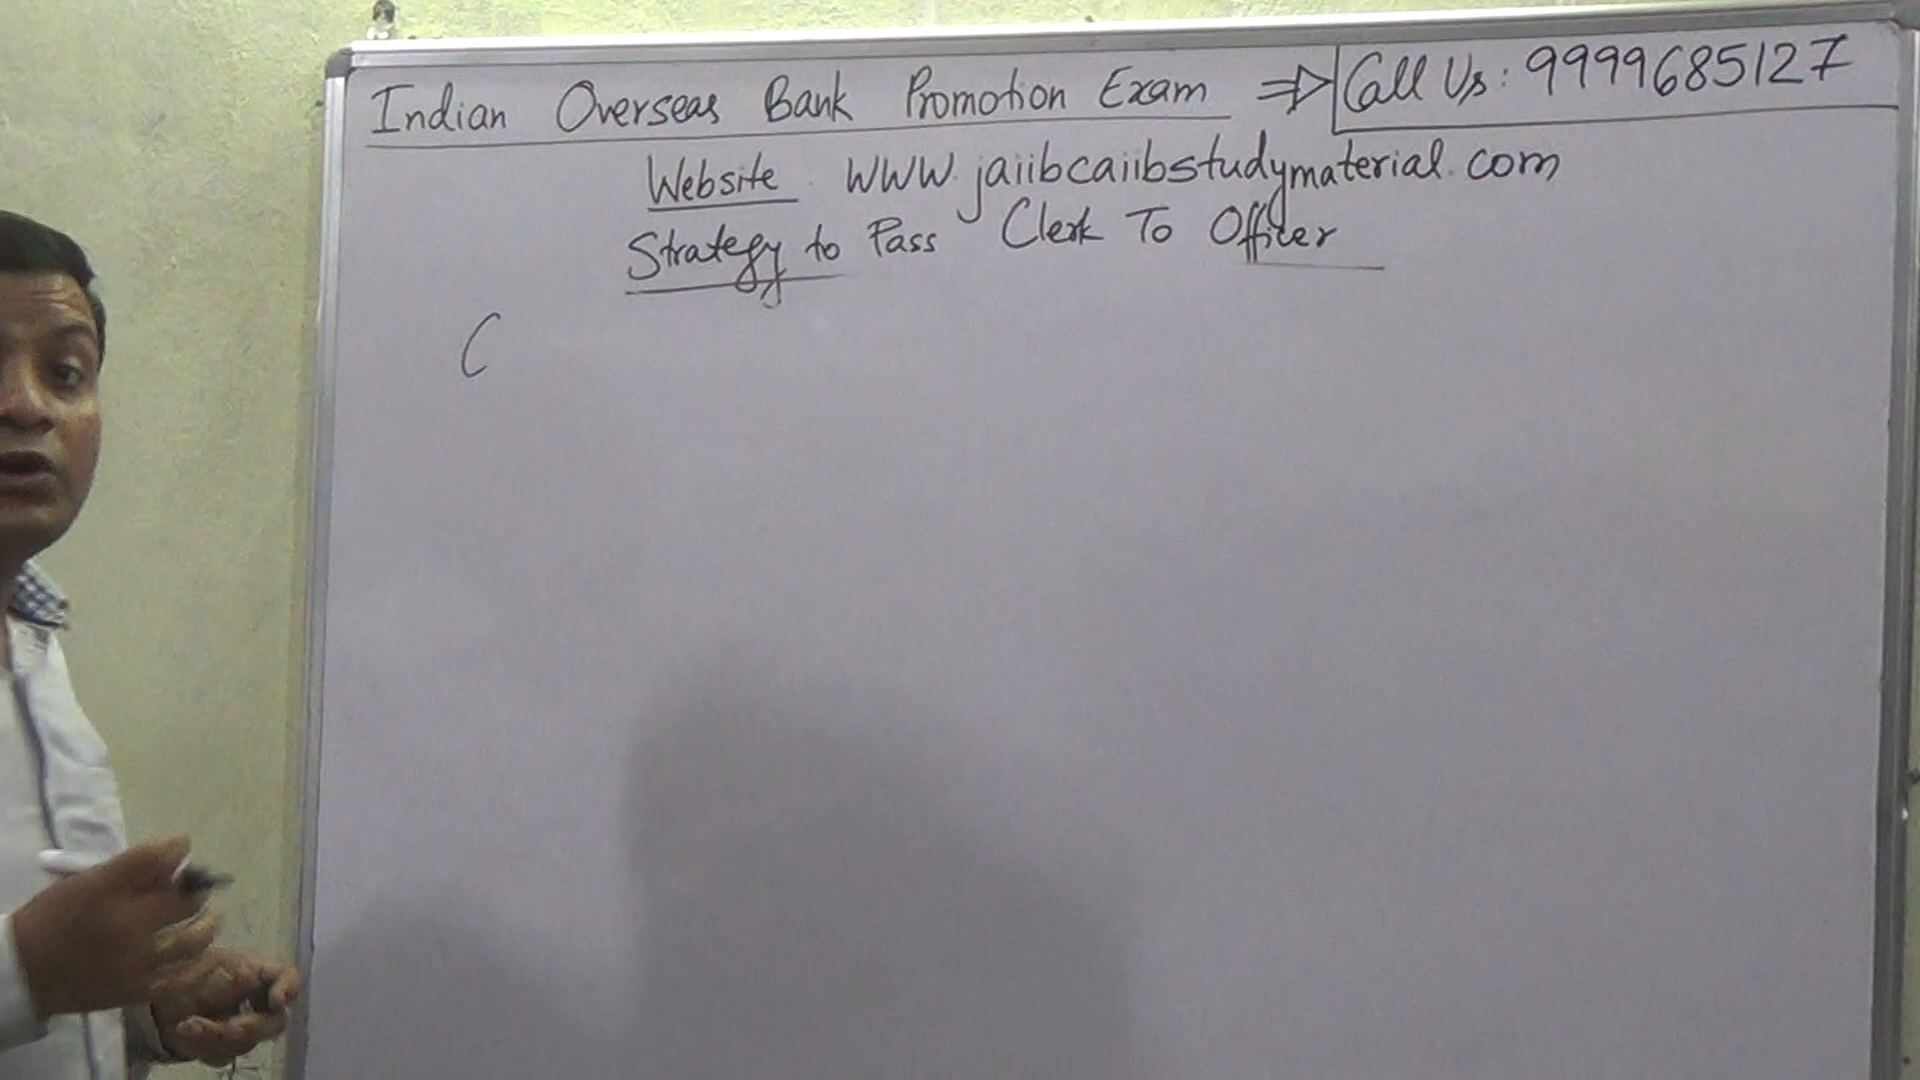 Indian Overseas Bank Promotion Exam ⇒ Call Us: 9999685127
Website www.jaiibcaiibstudymaterial.com
Strategy to Pass Clerk To Officer
C